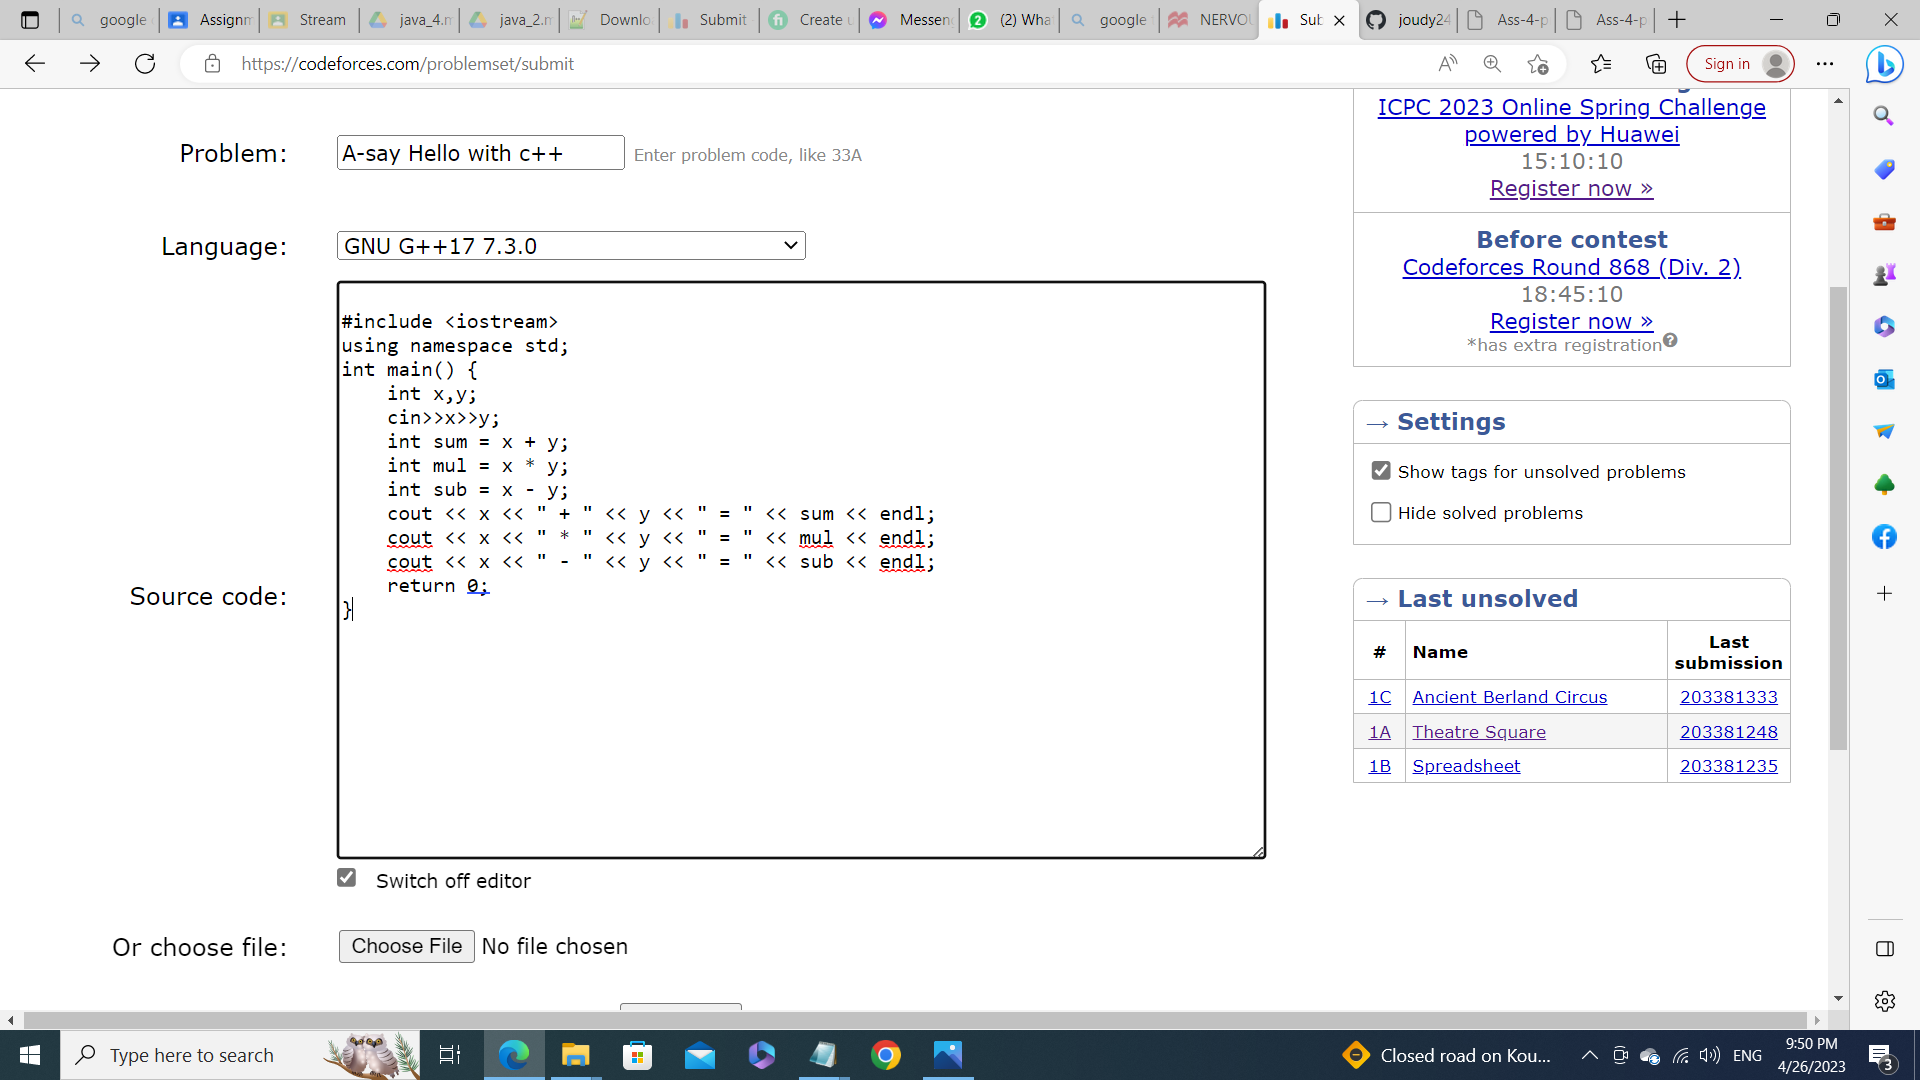 google
Assignm
Stream
java_4.m
java_2.m
Downlo
Submit
Create u
Messen
(2) Wha
google
NERVOU
Sub
joudy24
Ass-4-p
Ass-4-p
https://codeforces.com/problemset/submit
Sign in
Problem:
A-say Hello with c++
Enter problem code, like 33A
Language:
GNU G++17 7.3.0
Source code:
#include <iostream>
using namespace std;
int main() {
    int x,y;
    cin>>x>>y;
    int sum = x + y;
    int mul = x * y;
    int sub = x - y;
    cout << x << " + " << y << " = " << sum << endl;
    cout << x << " * " << y << " = " << mul << endl;
    cout << x << " - " << y << " = " << sub << endl;
    return 0;
}
Switch off editor
Or choose file:
Choose File No file chosen
ICPC 2023 Online Spring Challenge
powered by Huawei
15:10:10
Register now »
Before contest
Codeforces Round 868 (Div. 2)
18:45:10
Register now »
*has extra registration
→ Settings
Show tags for unsolved problems
Hide solved problems
→ Last unsolved
# Name Last submission
1C Ancient Berland Circus 203381333
1A Theatre Square 203381248
1B Spreadsheet 203381235
Type here to search
Closed road on Kou...
ENG
9:50 PM
4/26/2023
3